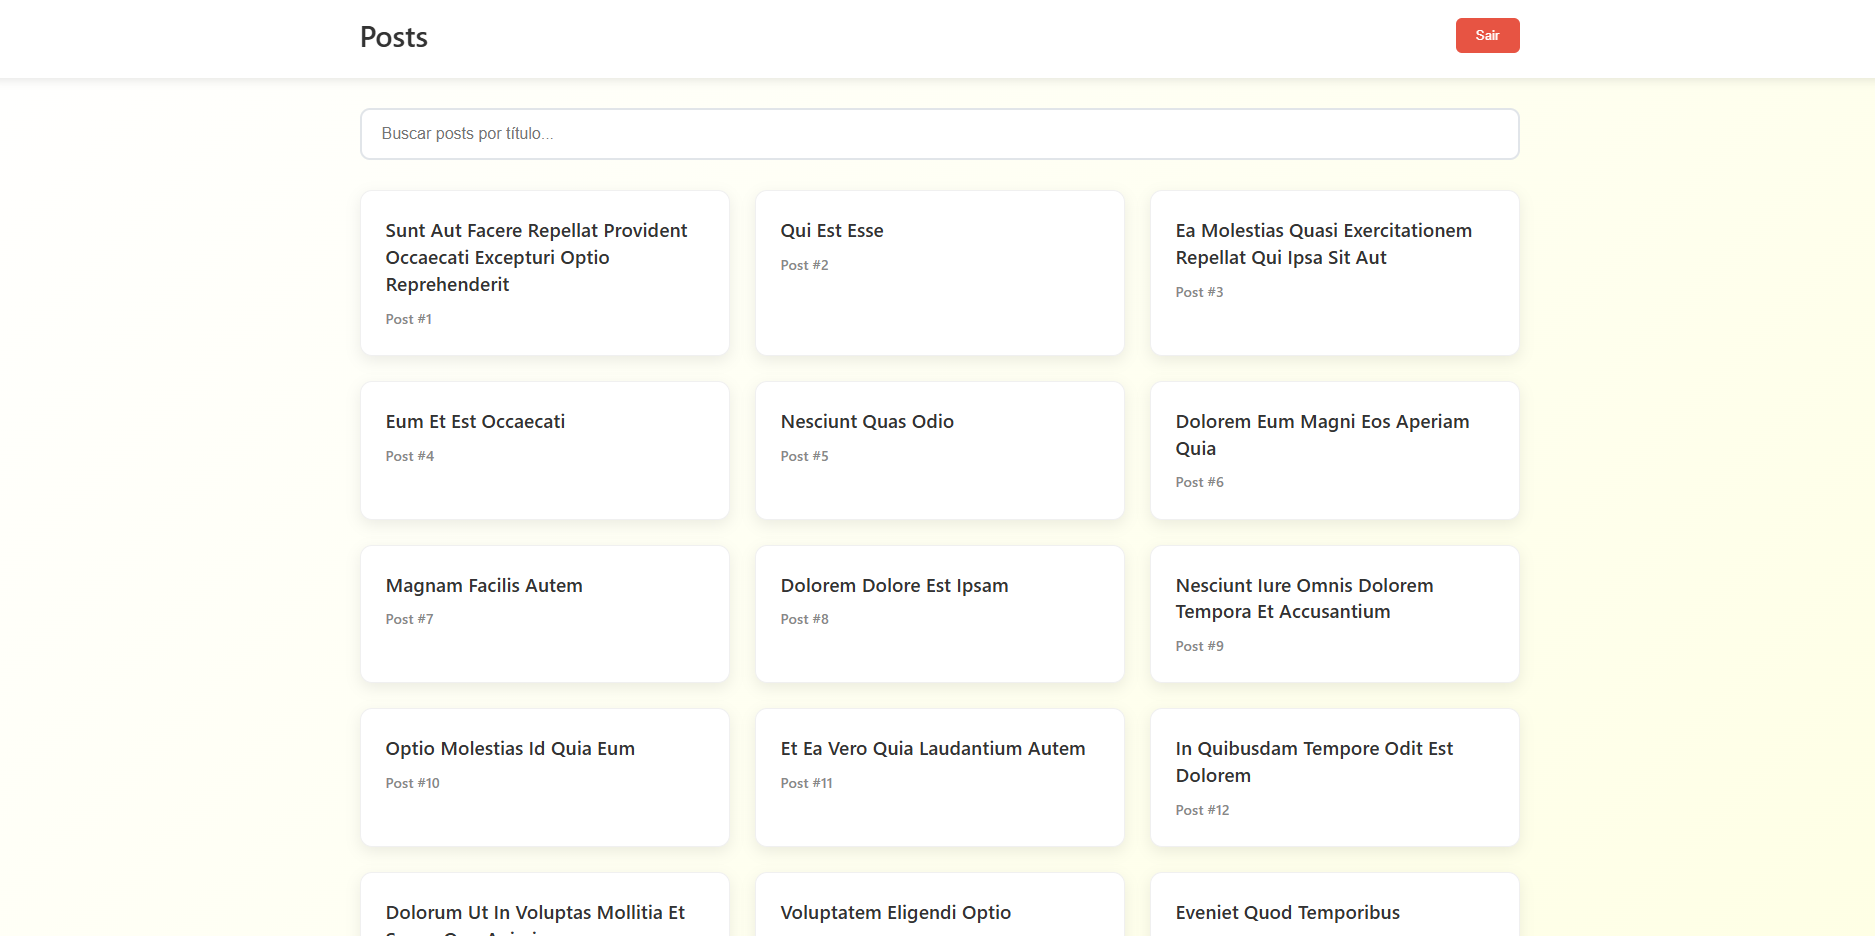 Posts
Sair
Buscar posts por título...
Sunt Aut Facere Repellat Provident
Occaecati Excepturi Optio
Reprehenderit
Post #1
Qui Est Esse
Post #2
Ea Molestias Quasi Exercitationem
Repellat Qui Ipsa Sit Aut
Post #3
Eum Et Est Occaecati
Post #4
Nesciunt Quas Odio
Post #5
Dolorem Eum Magni Eos Aperiam
Quia
Post #6
Magnam Facilis Autem
Post #7
Dolorem Dolore Est Ipsam
Post #8
Nesciunt Iure Omnis Dolorem
Tempora Et Accusantium
Post #9
Optio Molestias Id Quia Eum
Post #10
Et Ea Vero Quia Laudantium Autem
Post #11
In Quibusdam Tempore Odit Est
Dolorem
Post #12
Dolorum Ut In Voluptas Mollitia Et
Voluptatem Eligendi Optio
Eveniet Quod Temporibus